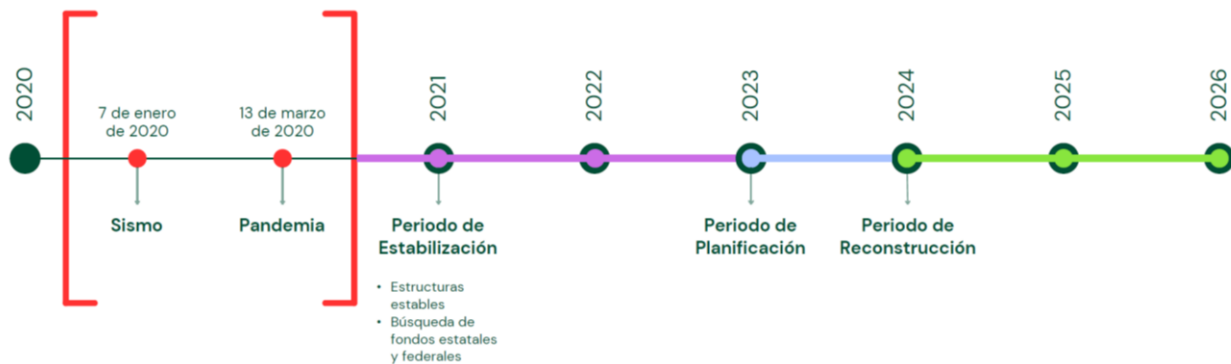 2020
7 de enero
de 2020
Sismo
13 de marzo
de 2020
Pandemia
2021
Periodo de
Estabilización
• Estructuras
estables
• Búsqueda de
fondos estatales
y federales
2022
2023
Periodo de
Planificación
2024
Periodo de
Reconstrucción
2025
2026